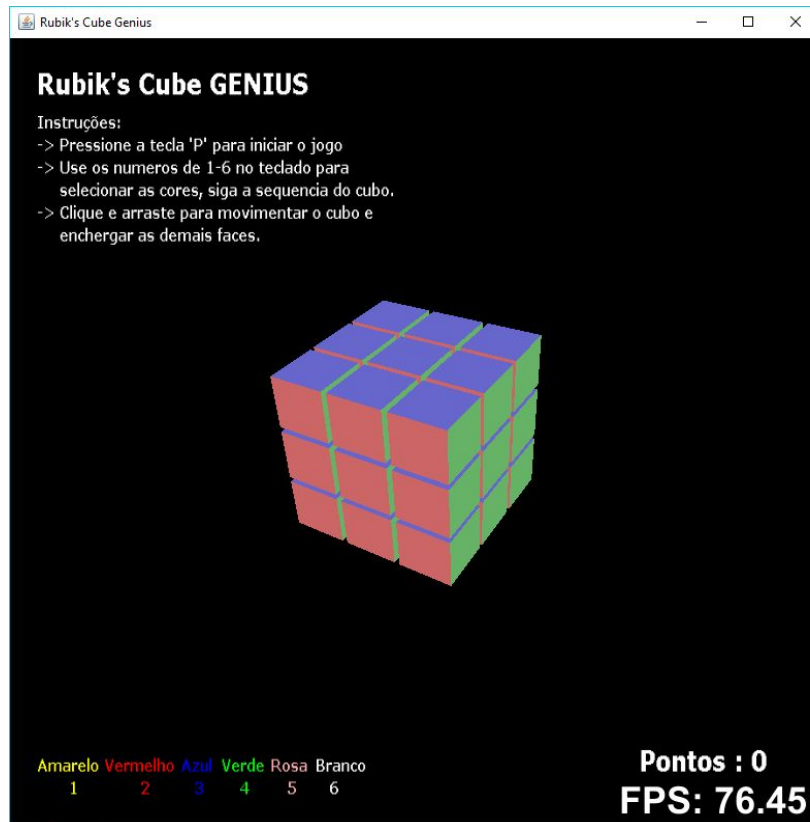 Rubik's Cube Genius
Rubik's Cube GENIUS
Instruções:
-> Pressione a tecla 'P' para iniciar o jogo
-> Use os numeros de 1-6 no teclado para
selecionar as cores, siga a sequencia do cubo.
-> Clique e arraste para movimentar o cubo e
enchergar as demais faces.
Amarelo Vermelho Azul Verde Rosa Branco
1 2 3 4 5 6
Pontos : 0
FPS: 76.45